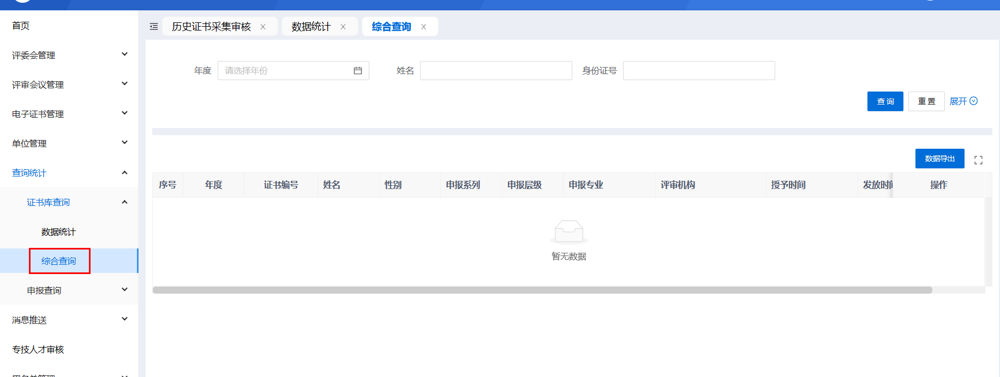 首页
评委会管理
评审会议管理
电子证书管理
单位管理
查询统计
证书库查询
数据统计
综合查询
申报查询
消息推送
专技人才审核
历史证书采集审核
数据统计
综合查询
年度 请选择年份 姓名 身份证号
查询 重置 展开
数据导出
序号 年度 证书编号 姓名 性别 申报系列 申报层级 申报专业 评审机构 授予时间 发放时间 操作
暂无数据